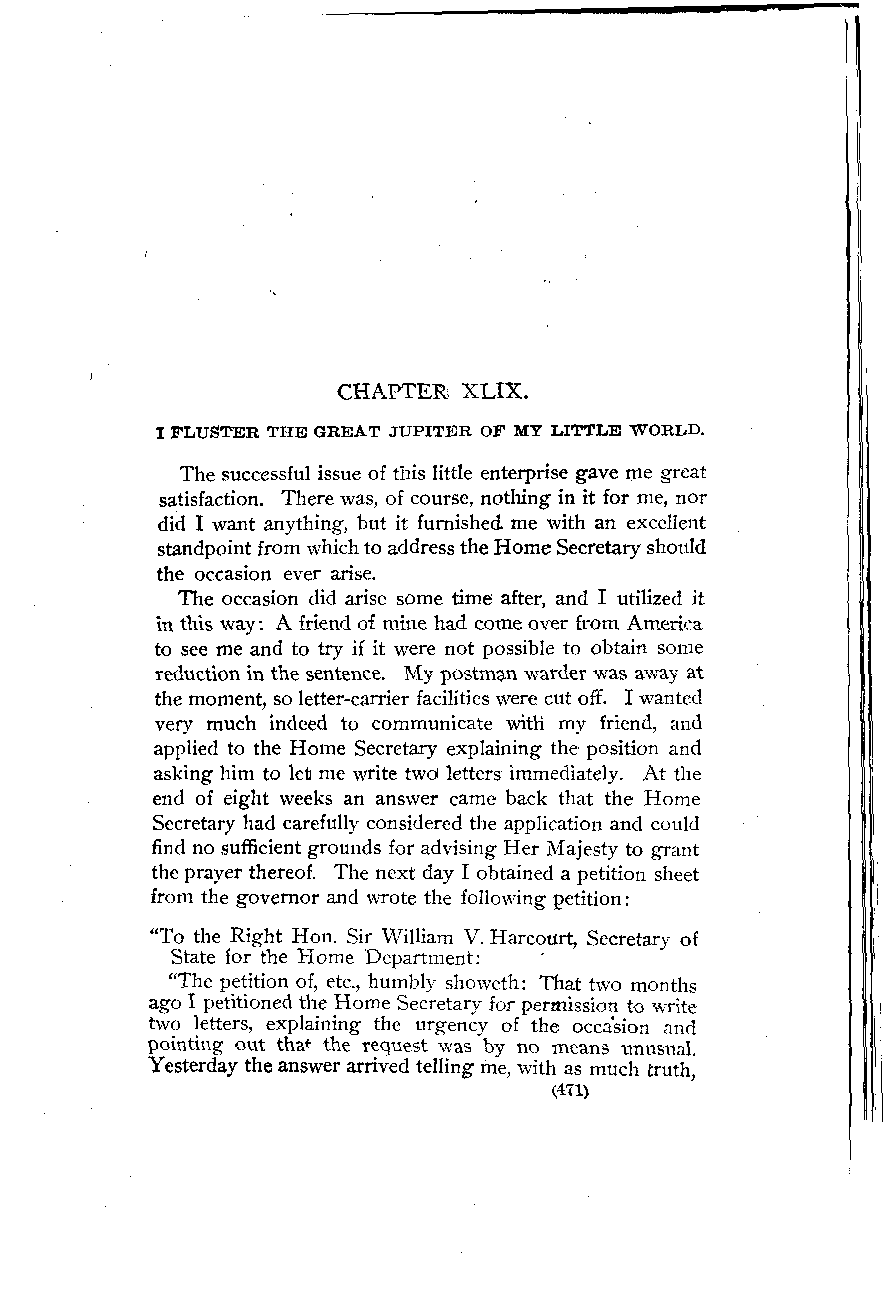 CHAPTER XLIX.
I FLUSTER THE GREAT JUPITER OF MY LITTLE WORLD.
The successful issue of this little enterprise gave me great
satisfaction. There was, of course, nothing in it for me, nor
did I want anything, but it furnished me with an excellent
standpoint from which to address the Home Secretary should
the occasion ever arise.
The occasion did arise some time after, and I utilized it
in this way: A friend of mine had come over from America
to see me and to try if it were not possible to obtain some
reduction in the sentence. My postman warder was away at
the moment, so letter-carrier facilities were cut off. I wanted
very much indeed to communicate with my friend, and
applied to the Home Secretary explaining the position and
asking him to let me write two letters immediately. At the
end of eight weeks an answer came back that the Home
Secretary had carefully considered the application and could
find no sufficient grounds for advising Her Majesty to grant
the prayer thereof. The next day I obtained a petition sheet
from the governor and wrote the following petition:
"To the Right Hon. Sir William V. Harcourt, Secretary of
State for the Home Department:
"The petition of, etc., humbly showeth: That two months
ago I petitioned the Home Secretary for permission to write
two letters, explaining the urgency of the occasion and
pointing out that the request was by no means unusual.
Yesterday the answer arrived telling me, with as much truth,
(471)